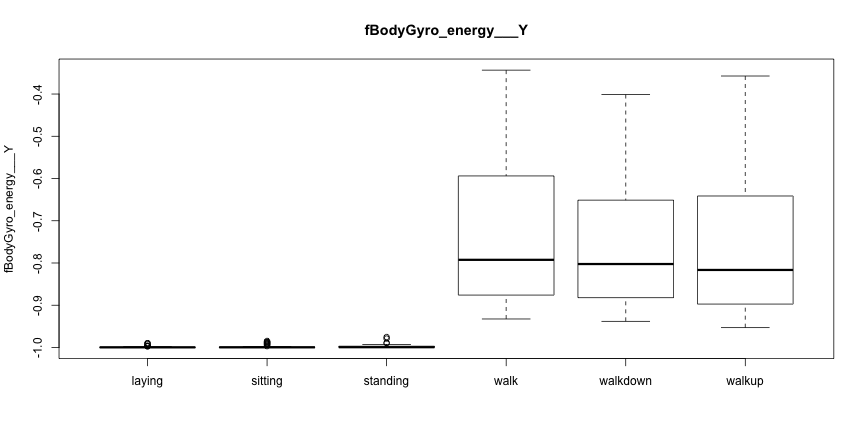 fBodyGyro_energy___Y
fBodyGyro_energy___Y
-0.4
-0.5
-0.6
-0.7
-0.8
-0.9
-1.0
laying sitting standing walk walkdown walkup